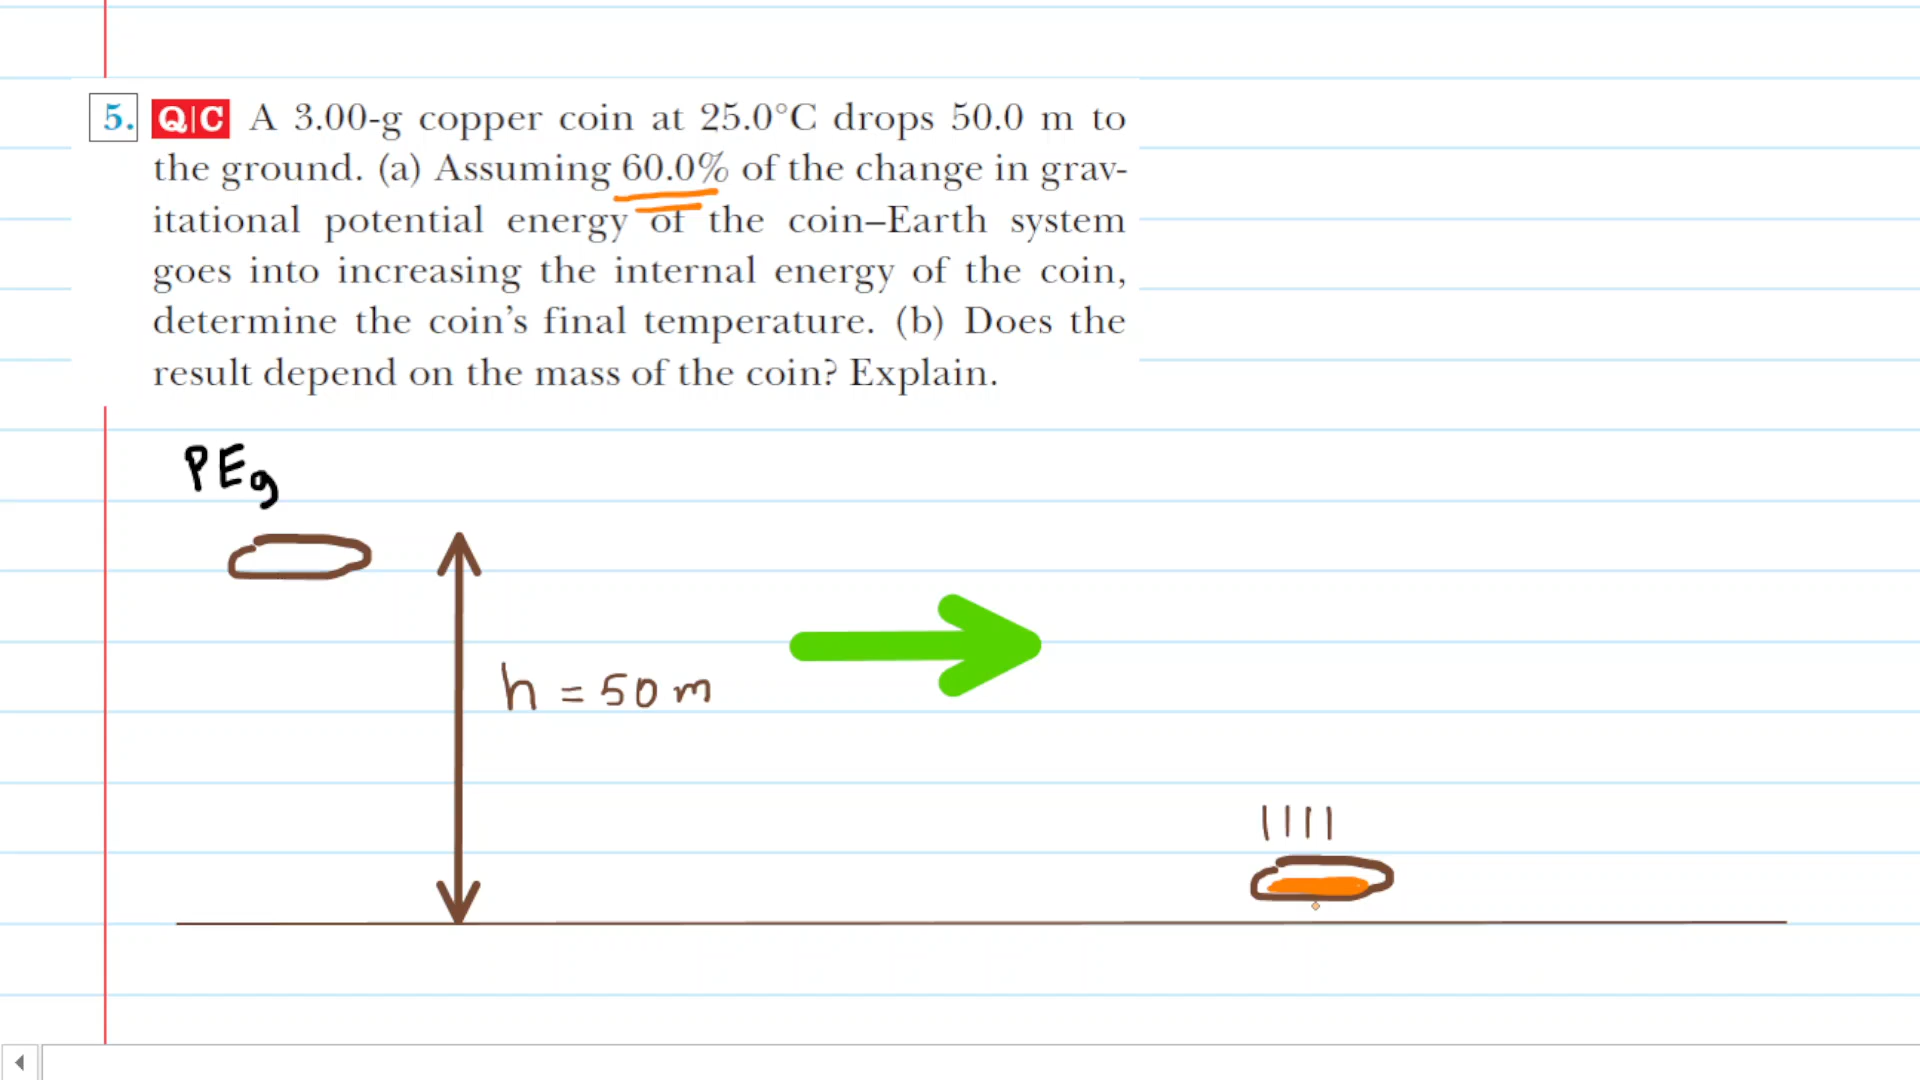 5. Q|C A 3.00-g copper coin at 25.0°C drops 50.0 m to
the ground. (a) Assuming 60.0% of the change in grav-
itational potential energy of the coin–Earth system
goes into increasing the internal energy of the coin,
determine the coin’s final temperature. (b) Does the
result depend on the mass of the coin? Explain.
PEg
h = 50 m